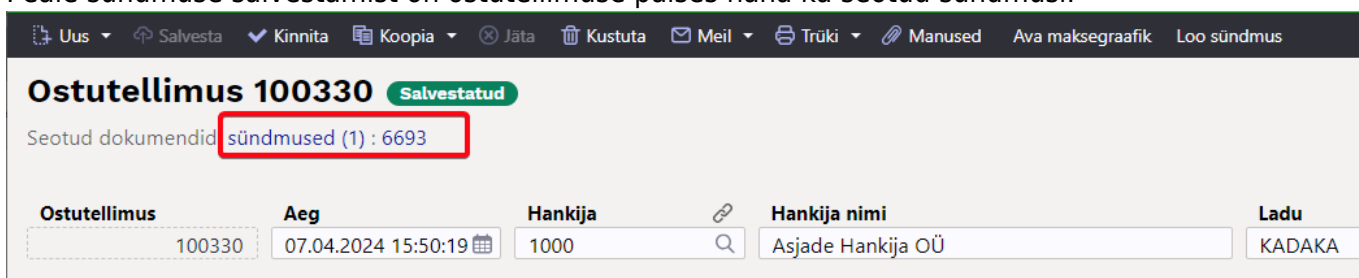 Uus Salvesta Kinnita Koopia Jäta Kustuta Meil Trüki Manused Ava maksegraafik Loo sündmus
Ostutellimus 100330 Salvestatud
Seotud dokumendid sündmused (1) : 6693
Ostutellimus Aeg Hankija Hankija nimi Ladu
100330 07.04.2024 15:50:19 1000 Asjade Hankija OÜ KADAKA